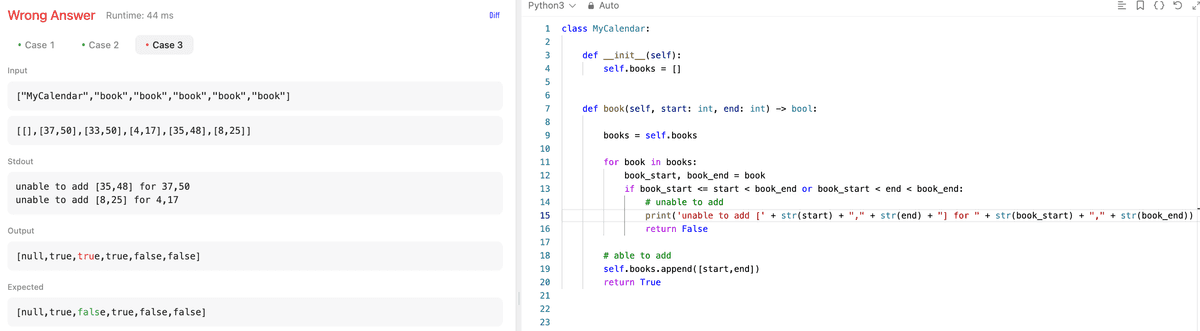 Wrong Answer Runtime: 44 ms Diff
• Case 1 • Case 2 • Case 3
Input
["MyCalendar","book","book","book","book","book"]
[[],[37,50],[33,50],[4,17],[35,48],[8,25]]
Stdout
unable to add [35,48] for 37,50
unable to add [8,25] for 4,17
Output
[null,true,true,true,false,false]
Expected
[null,true,false,true,false,false]
Python3 Auto
1 class MyCalendar:
2
3     def __init__(self):
4         self.books = []
5
6
7     def book(self, start: int, end: int) -> bool:
8
9         books = self.books
10
11         for book in books:
12             book_start, book_end = book
13             if book_start <= start < book_end or book_start < end < book_end:
14                 # unable to add
15                 print('unable to add [' + str(start) + "," + str(end) + "] for " + str(book_start) + "," + str(book_end))
16                 return False
17
18         # able to add
19         self.books.append([start,end])
20         return True
21
22
23